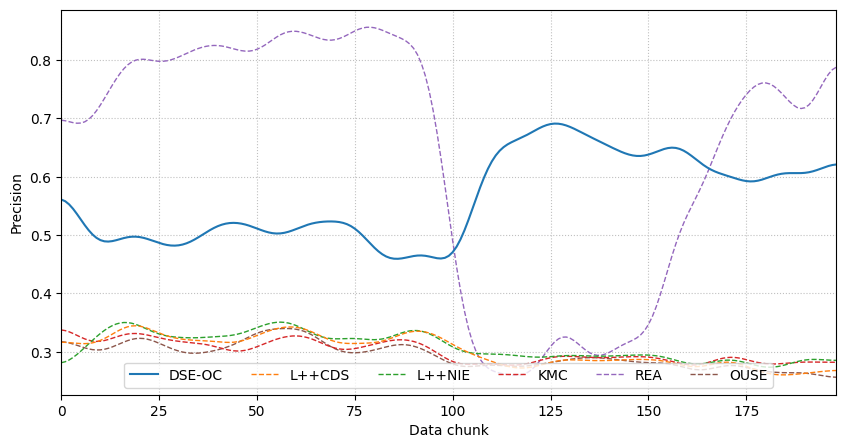 Precision
0.8
0.7
0.6
0.5
0.4
0.3
DSE-OC L++CDS L++NIE KMC REA OUSE
0 25 50 75 100 125 150 175
Data chunk